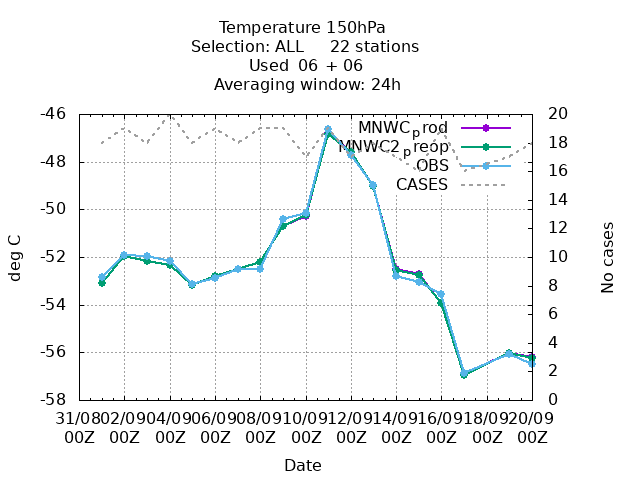 Temperature 150hPa
Selection: ALL 22 stations
Used 06 + 06
Averaging window: 24h
-46
-48
-50
-52
-54
-56
-58
20
18
16
14
12
10
8
6
4
2
0
MNWC_prod
MNWC2_preop
OBS
CASES
deg C
No cases
31/08 02/09 04/09 06/09 08/09 10/09 12/09 14/09 16/09 18/09 20/09
00Z 00Z 00Z 00Z 00Z 00Z 00Z 00Z 00Z 00Z 00Z
Date